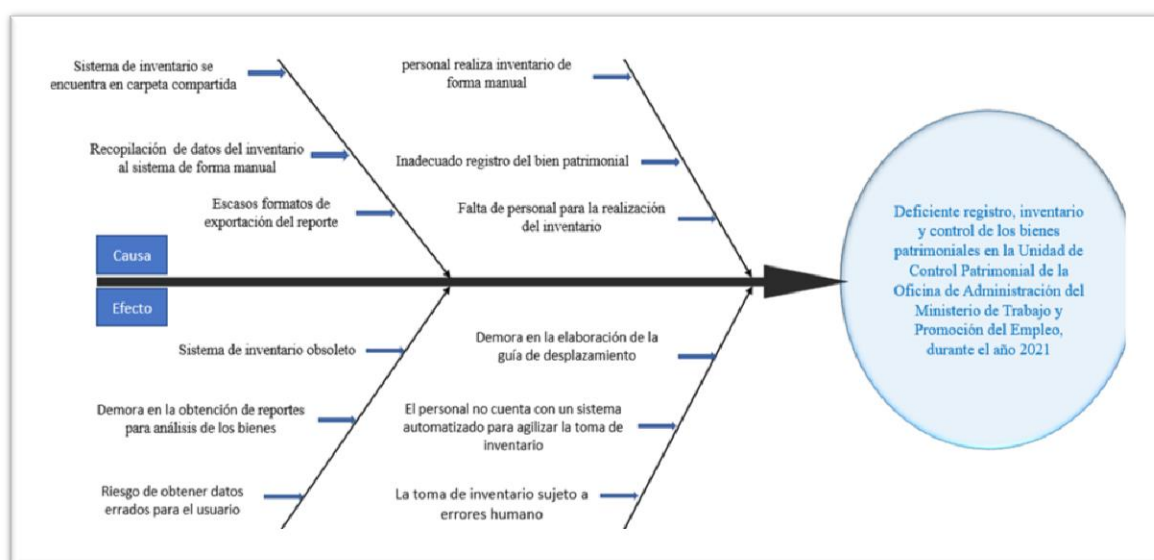 Sistema de inventario se
encuentra en carpeta compartida
Recopilación de datos del inventario
al sistema de forma manual
Escasos formatos de
exportación del reporte
personal realiza inventario de
forma manual
Inadecuado registro del bien patrimonial
Falta de personal para la realización
del inventario
Causa
Efecto
Sistema de inventario obsoleto
Demora en la obtención de reportes
para análisis de los bienes
Riesgo de obtener datos
errados para el usuario
Demora en la elaboración de la
guía de desplazamiento
El personal no cuenta con un sistema
automatizado para agilizar la toma de
inventario
La toma de inventario sujeto a
errores humano
Deficiente registro, inventario
y control de los bienes
patrimoniales en la Unidad de
Control Patrimonial de la
Oficina de Administración del
Ministerio de Trabajo y
Promoción del Empleo,
durante el año 2021